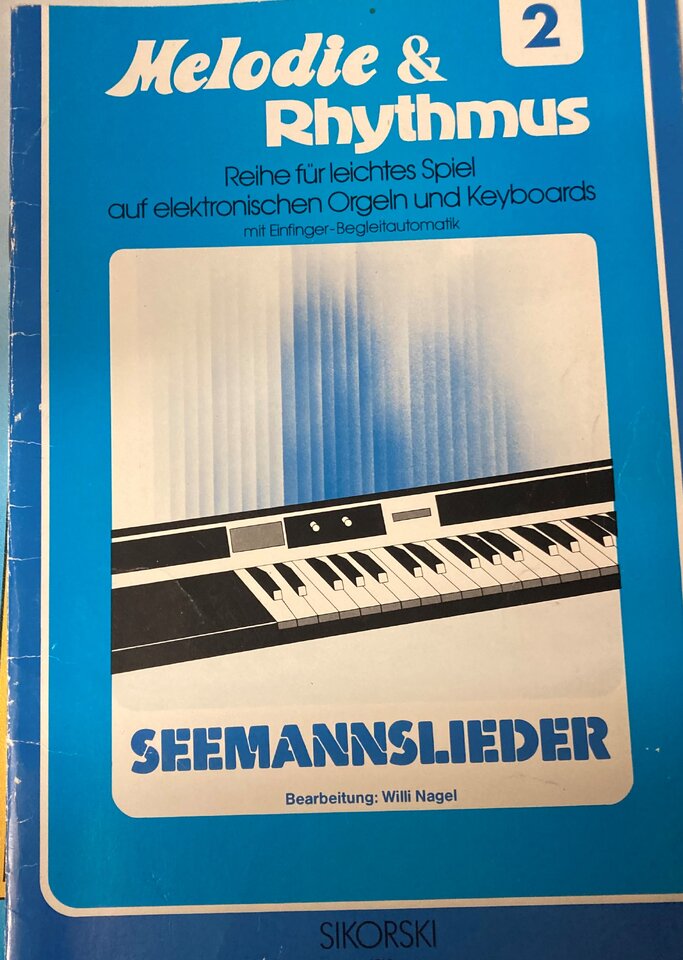 2
Melodie &
Rhythmus
Reihe für leichtes Spiel
auf elektronischen Orgeln und Keyboards
mit Einfinger-Begleitautomatik
SEEMANNSLIEDER
Bearbeitung: Willi Nagel
SIKORSKI